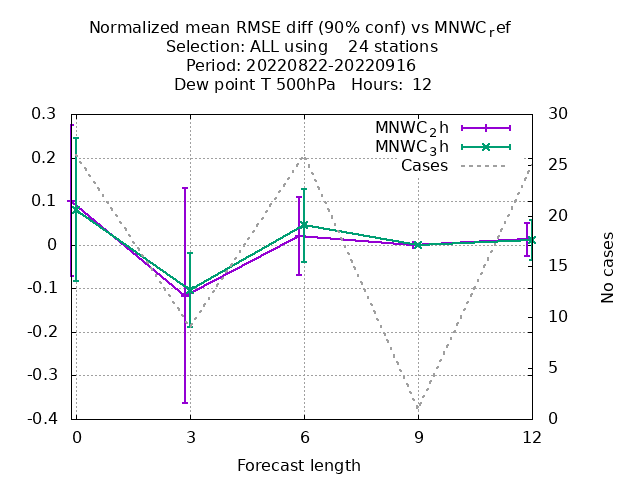 Normalized mean RMSE diff (90% conf) vs MNWC_ref
Selection: ALL using    24 stations
Period: 20220822-20220916
Dew point T 500hPa   Hours:  12
0.3
0.2
0.1
0
-0.1
-0.2
-0.3
-0.4
MNWC_2h
MNWC_3h
Cases
30
25
20
15
10
5
0
No cases
0 3 6 9 12
Forecast length